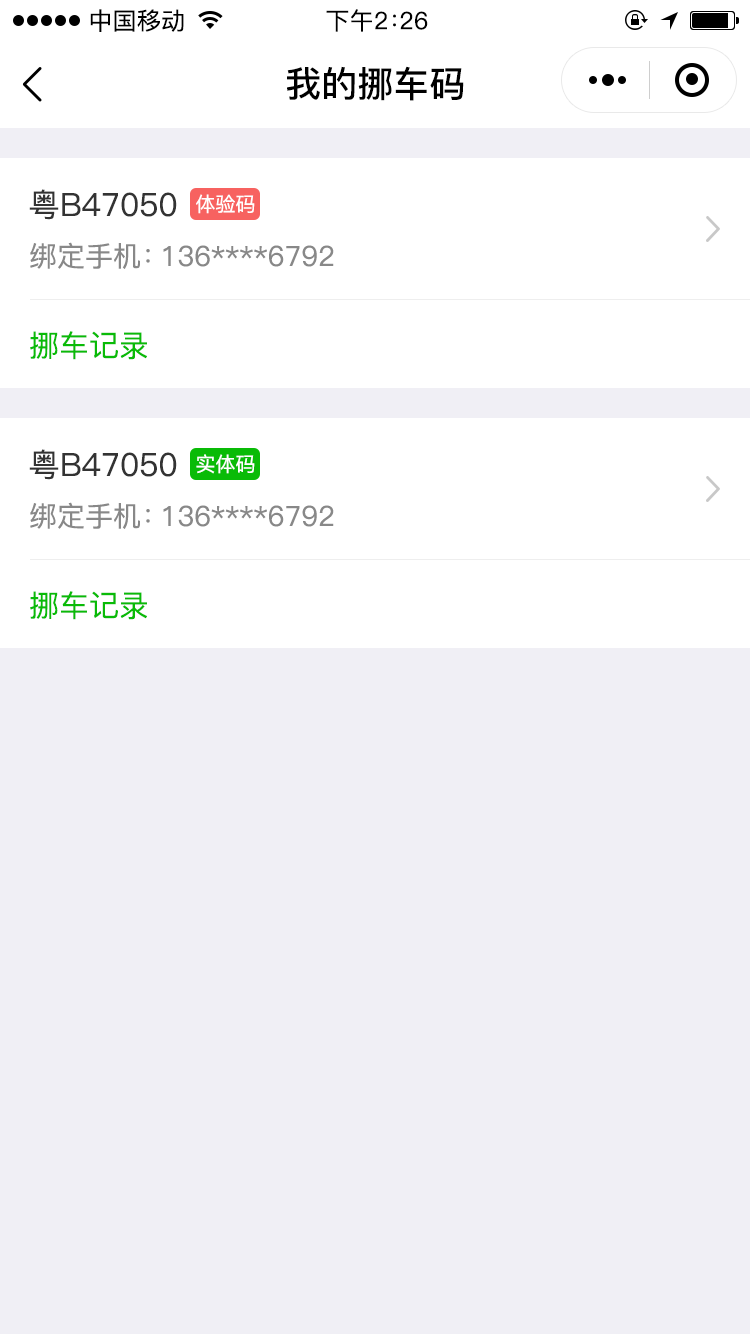 中国移动 下午2:26
我的挪车码
粤B47050 体验码
绑定手机: 136****6792
挪车记录
粤B47050 实体码
绑定手机: 136****6792
挪车记录